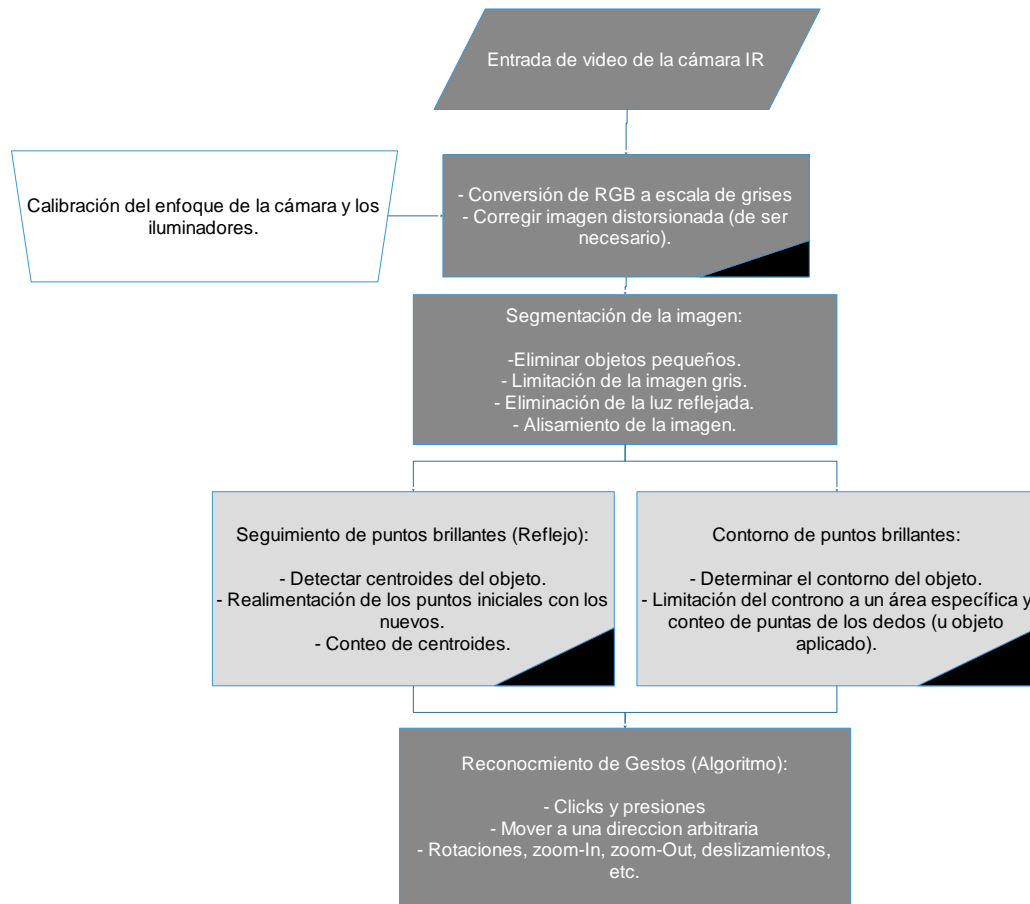 Entrada de video de la cámara IR
Calibración del enfoque de la cámara y los
iluminadores.
- Conversión de RGB a escala de grises
- Corregir imagen distorsionada (de ser
necesario).
Segmentación de la imagen:
-Eliminar objetos pequeños.
- Limitación de la imagen gris.
- Eliminación de la luz reflejada.
- Alisamiento de la imagen.
Seguimiento de puntos brillantes (Reflejo):
- Detectar centroides del objeto.
- Realimentación de los puntos iniciales con los
nuevos.
- Conteo de centroides.
Contorno de puntos brillantes:
- Determinar el contorno del objeto.
- Limitación del controno a un área específica y
conteo de puntas de los dedos (u objeto
aplicado).
Reconocmiento de Gestos (Algoritmo):
- Clicks y presiones
- Mover a una direccion arbitraria
- Rotaciones, zoom-In, zoom-Out, deslizamientos,
etc.